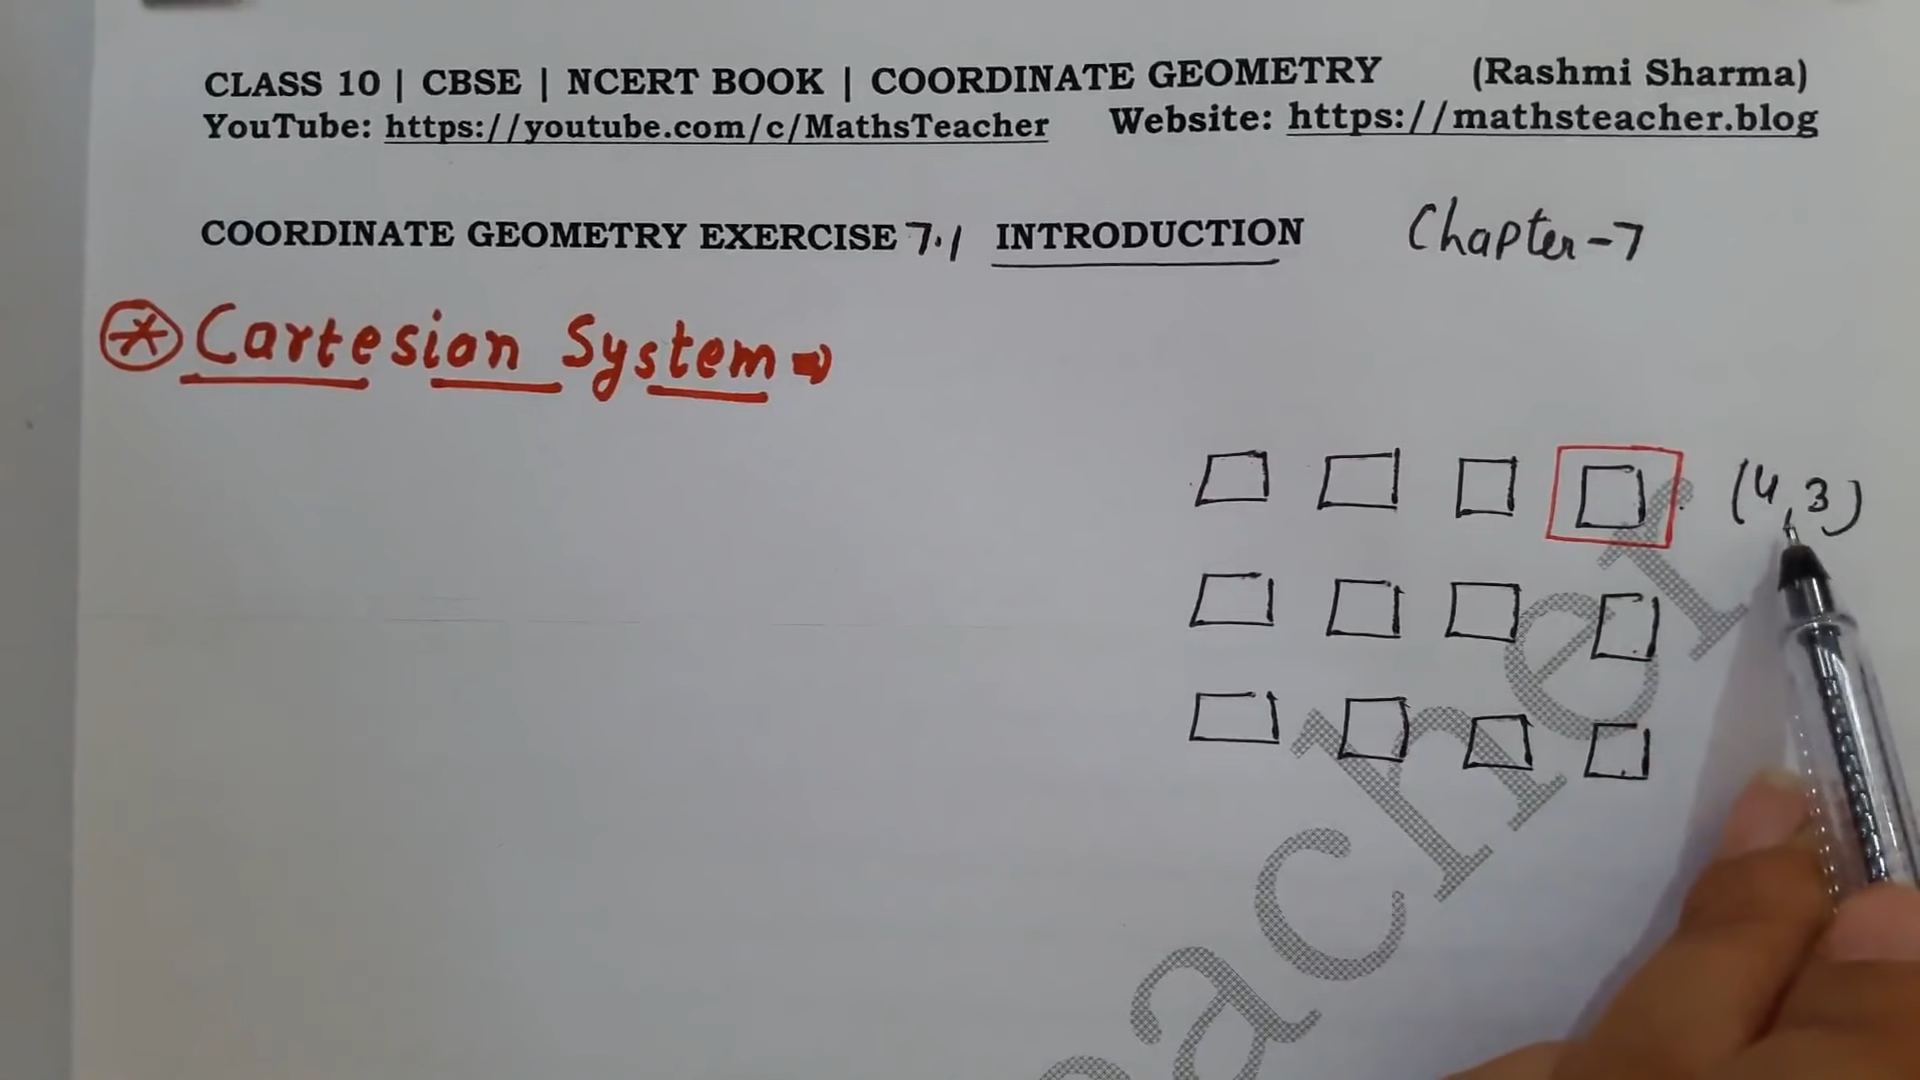 CLASS 10 | CBSE | NCERT BOOK | COORDINATE GEOMETRY (Rashmi Sharma)
YouTube: https://youtube.com/c/MathsTeacher Website: https://mathsteacher.blog
COORDINATE GEOMETRY EXERCISE 7.1 INTRODUCTION Chapter-7
* Cartesian System
(4,3)